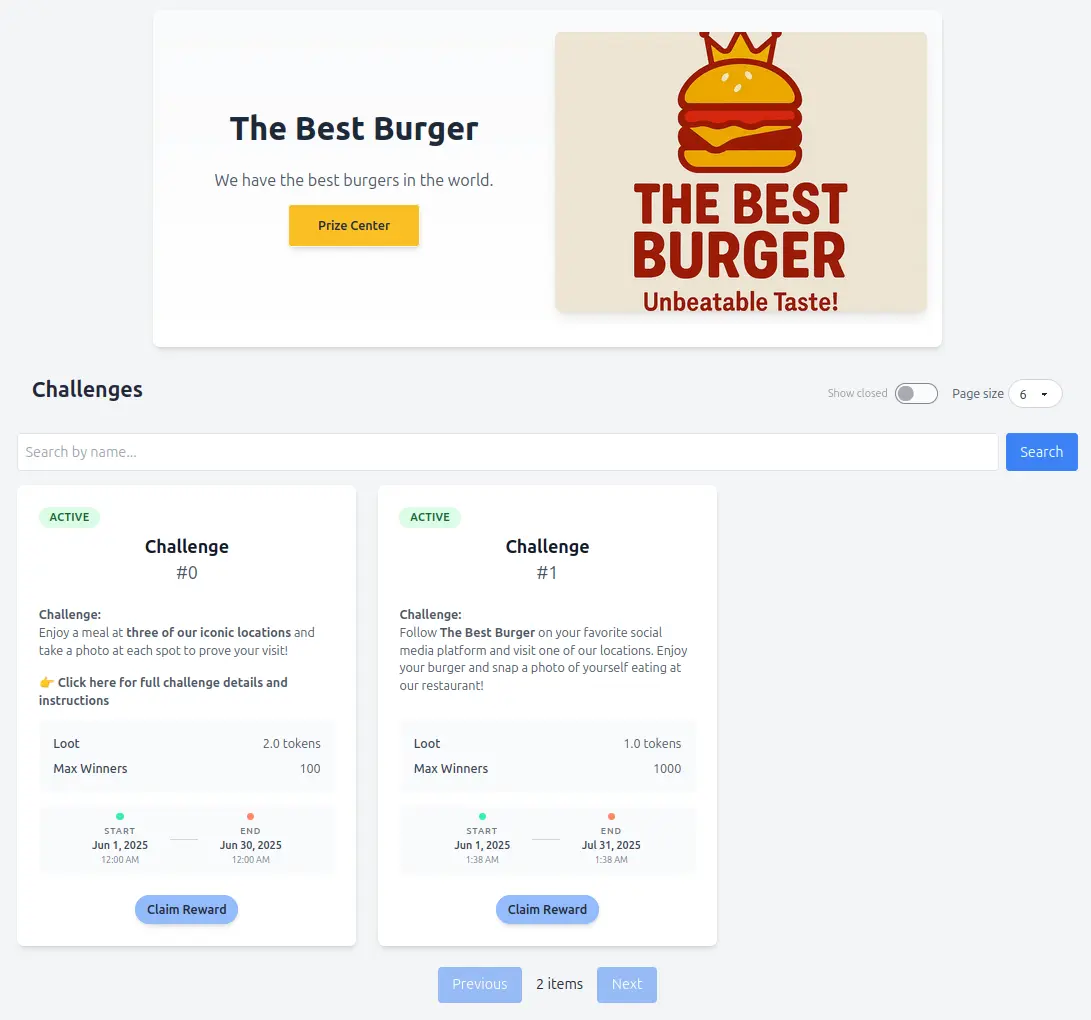 The Best Burger
We have the best burgers in the world.
Prize Center
THE BEST
BURGER
Unbeatable Taste!
Challenges
Show closed
Page size
6
Search by name...
Search
ACTIVE
Challenge
#0
Challenge:
Enjoy a meal at three of our iconic locations and
take a photo at each spot to prove your visit!
👉 Click here for full challenge details and
instructions
Loot 2.0 tokens
Max Winners 100
START
Jun 1, 2025
12:00 AM
END
Jun 30, 2025
12:00 AM
Claim Reward
ACTIVE
Challenge
#1
Challenge:
Follow The Best Burger on your favorite social
media platform and visit one of our locations. Enjoy
your burger and snap a photo of yourself eating at
our restaurant!
Loot 1.0 tokens
Max Winners 1000
START
Jun 1, 2025
1:38 AM
END
Jul 31, 2025
1:38 AM
Claim Reward
Previous
2 items
Next